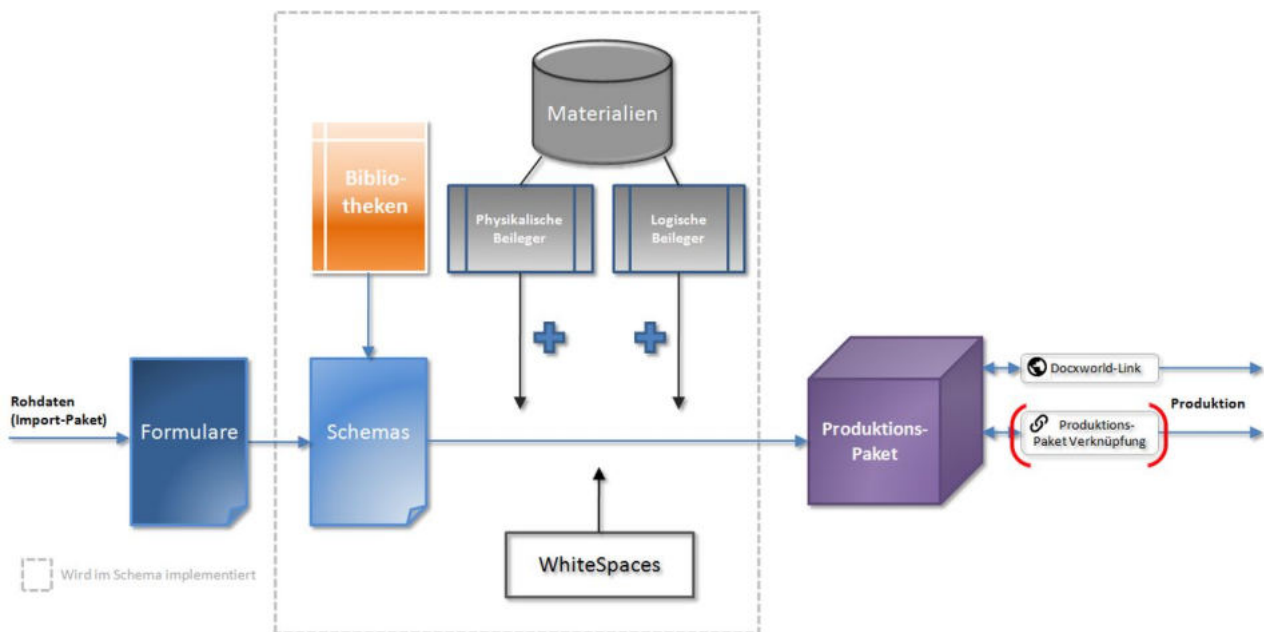 Materialien
Biblio-
theken
Physikalische
Beileger
Logische
Beileger
Rohdaten
(Import-Paket)
Formulare
Schemas
Produktions-
Paket
Docxworld-Link
Produktion
Produktions-
Paket Verknüpfung
WhiteSpaces
Wird im Schema implementiert